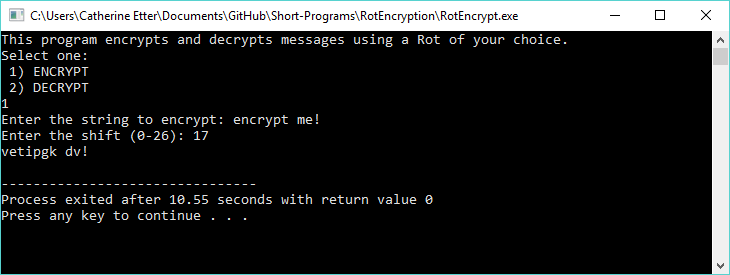 C:\Users\Catherine Etter\Documents\GitHub\Short-Programs\RotEncryption\RotEncrypt.exe
This program encrypts and decrypts messages using a Rot of your choice.
Select one:
 1) ENCRYPT
 2) DECRYPT
1
Enter the string to encrypt: encrypt me!
Enter the shift (0-26): 17
vetipgk dv!
--------------------------------
Process exited after 10.55 seconds with return value 0
Press any key to continue . . .